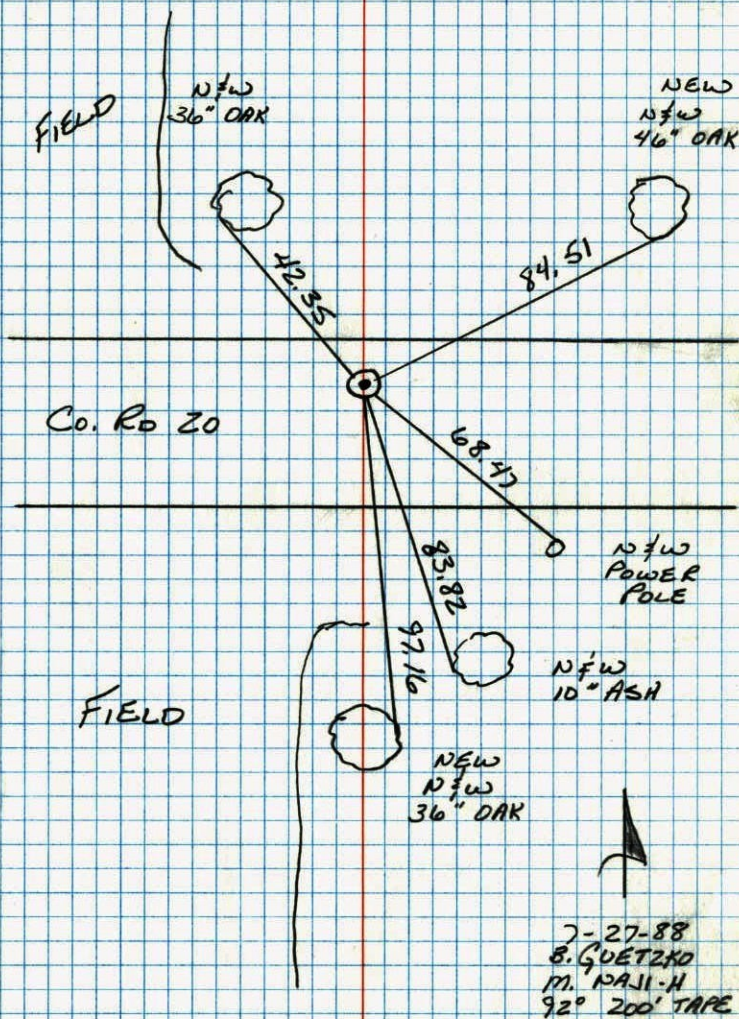 FIELD
N & W
36" OAK
NEW
N & W
46" OAK
42.35
84.51
Co. RD 20
68.47
N & W
POWER
POLE
83.82
97.16
N & W
10" ASH
FIELD
NEW
N & W
36" OAK
7-27-88
B. GUETZKO
M. NAJI-H
92° 200' TAPE